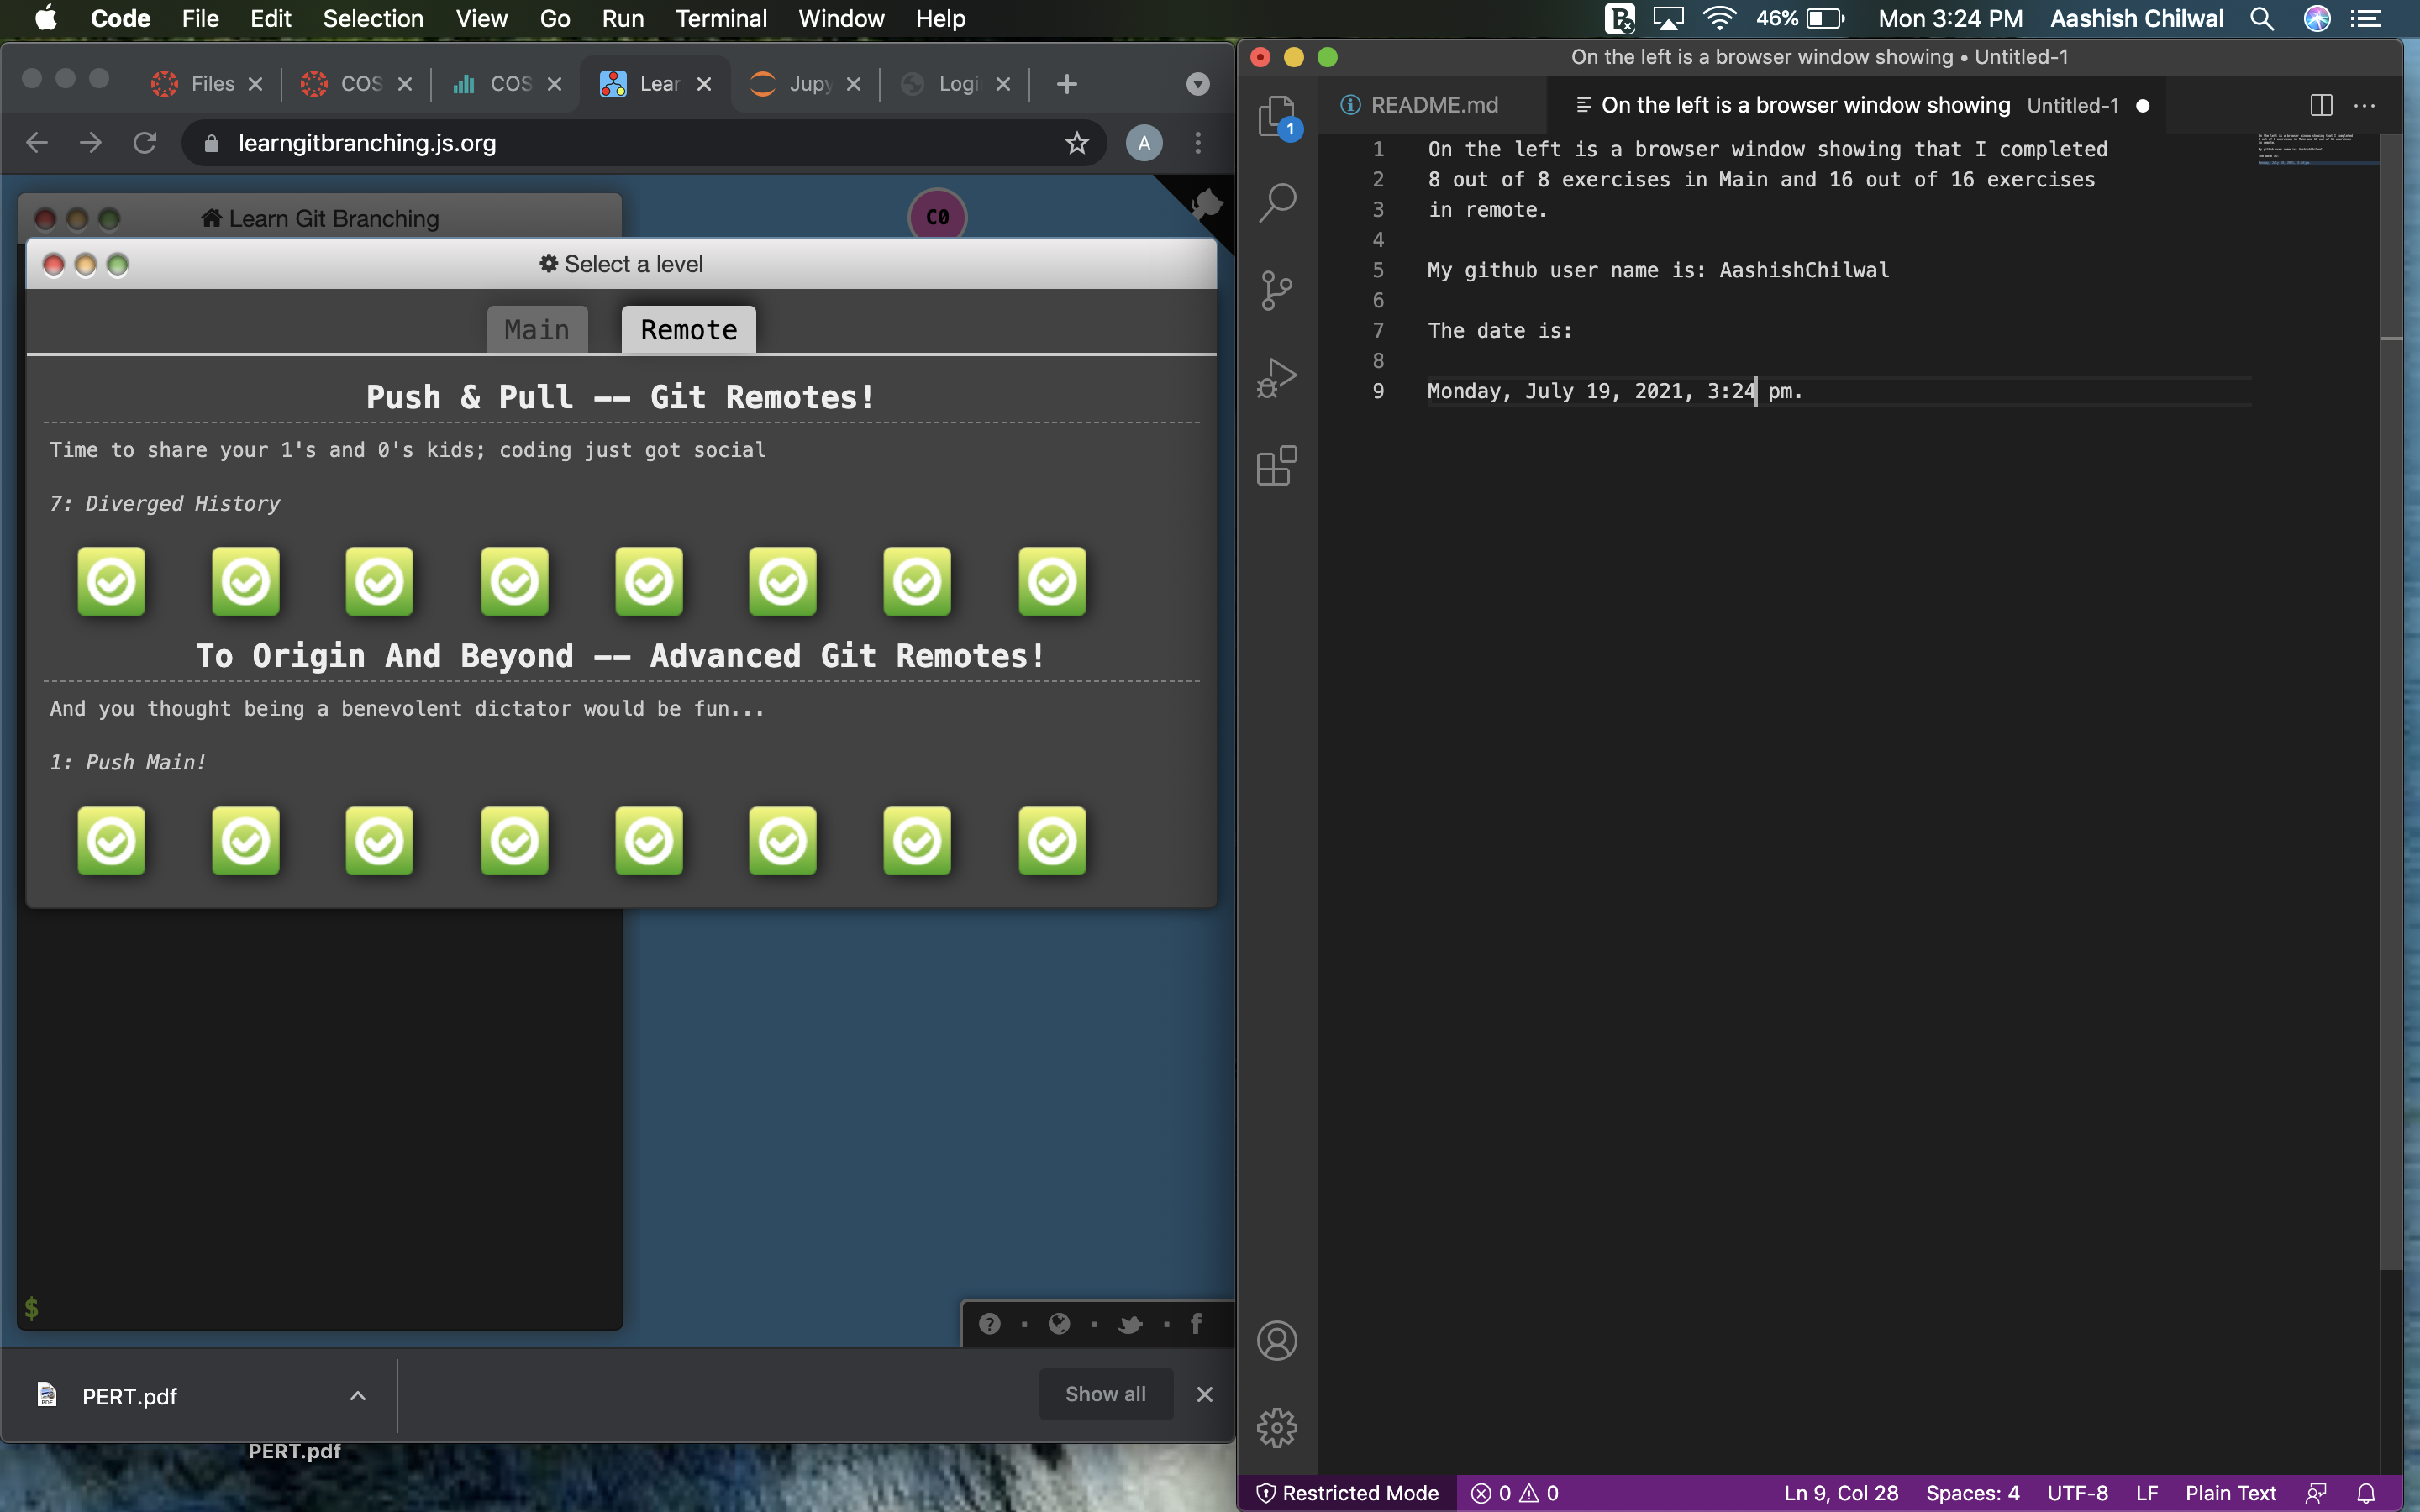 Code File Edit Selection View Go Run Terminal Window Help
46% Mon 3:24 PM Aashish Chilwal
Files COS COS Lear Jupy Logi
learngitbranching.js.org
A
Learn Git Branching
C0
Select a level
Main Remote
Push & Pull -- Git Remotes!
Time to share your 1's and 0's kids; coding just got social
7: Diverged History
To Origin And Beyond -- Advanced Git Remotes!
And you thought being a benevolent dictator would be fun...
1: Push Main!
$
PERT.pdf
Show all
PERT.pdf
On the left is a browser window showing • Untitled-1
README.md
On the left is a browser window showing Untitled-1
1
1 On the left is a browser window showing that I completed
2 8 out of 8 exercises in Main and 16 out of 16 exercises
3 in remote.
4
5 My github user name is: AashishChilwal
6
7 The date is:
8
9 Monday, July 19, 2021, 3:24 pm.
Restricted Mode 0 0 Ln 9, Col 28 Spaces: 4 UTF-8 LF Plain Text